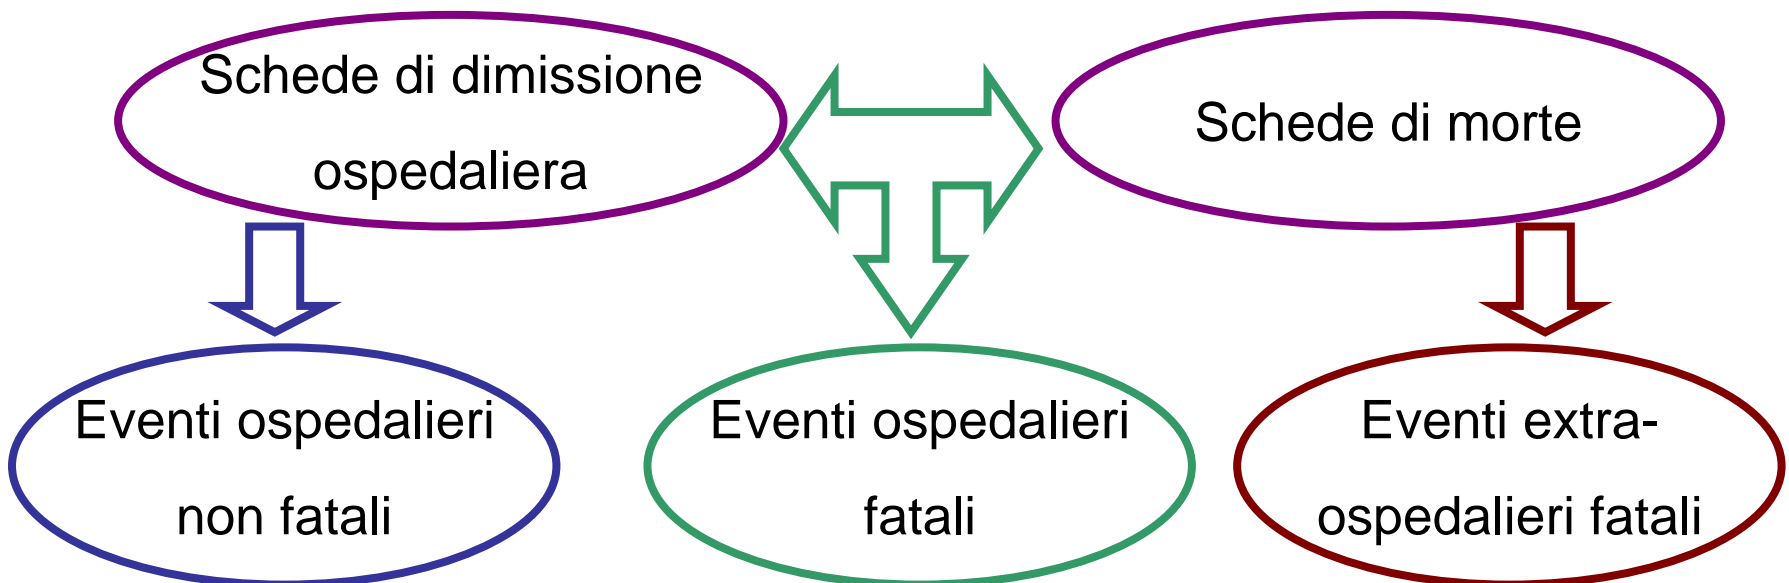 Schede di dimissione
ospedaliera
Schede di morte
Eventi ospedalieri
non fatali
Eventi ospedalieri
fatali
Eventi extra-
ospedalieri fatali